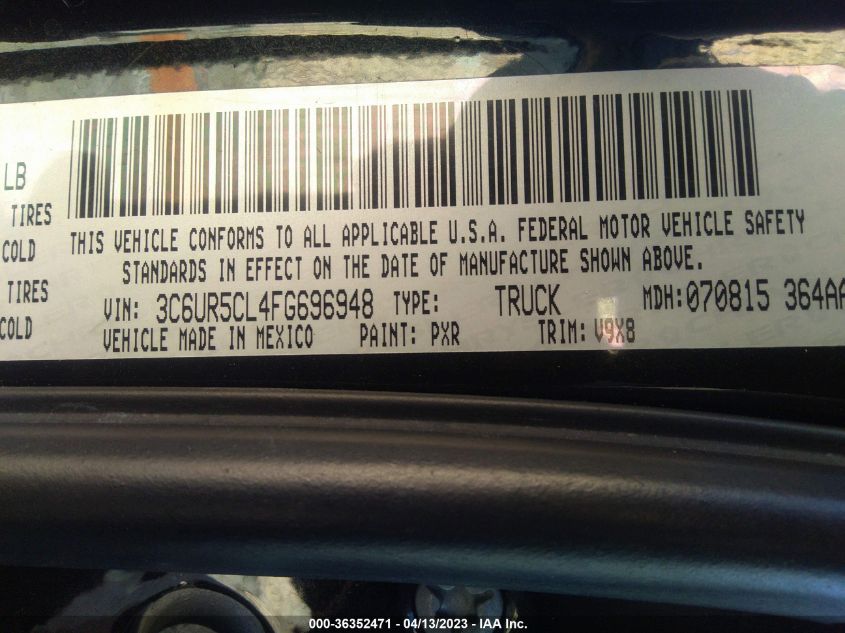 LB
TIRES
COLD
TIRES
COLD
THIS VEHICLE CONFORMS TO ALL APPLICABLE U.S.A. FEDERAL MOTOR VEHICLE SAFETY
STANDARDS IN EFFECT ON THE DATE OF MANUFACTURE SHOWN ABOVE.
VIN: 3C6UR5CL4FG696948 TYPE: TRUCK MDH:070815 364AA
VEHICLE MADE IN MEXICO PAINT: PXR TRIM: V9X8
000-36352471 - 04/13/2023 - IAA Inc.